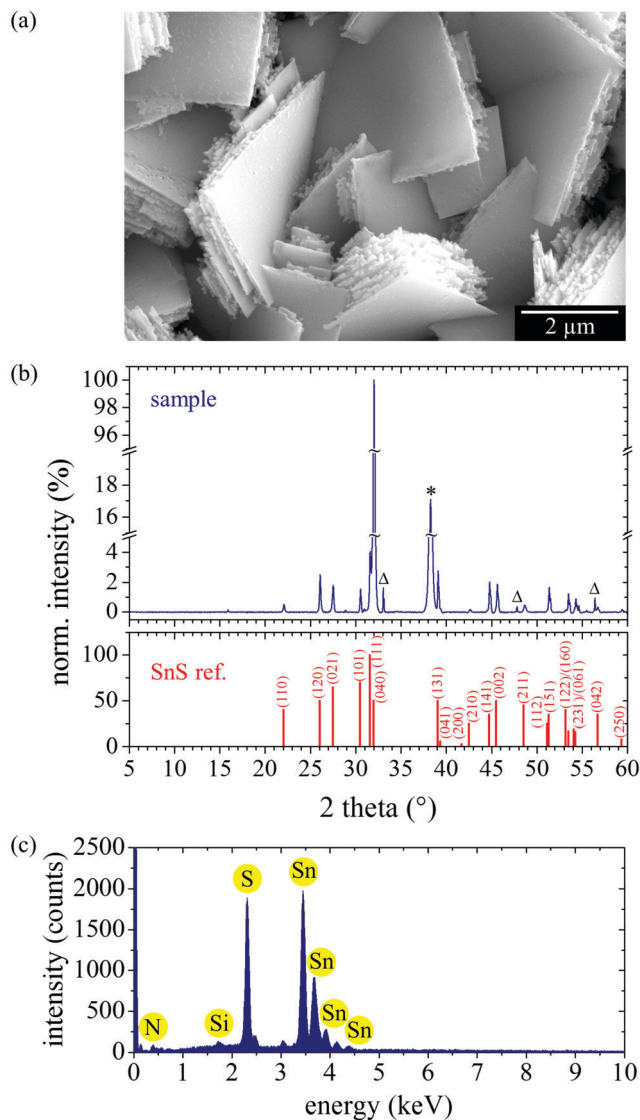 (a)
2 µm
(b)
norm. intensity (%)
100
98
96
18
16
4
2
0
sample
*
Δ
Δ
Δ
100
50
0
SnS ref.
(110)
(120)
(021)
(101)
(111)
(040)
(131)
(041)
(200)
(210)
(141)
(002)
(211)
(112)
(151)
(122)/(160)
(231)/(061)
(042)
(250)
5 10 15 20 25 30 35 40 45 50 55 60
2 theta (°)
(c)
intensity (counts)
2500
2000
1500
1000
500
0
N
Si
S
Sn
Sn
Sn
Sn
0 1 2 3 4 5 6 7 8 9 10
energy (keV)